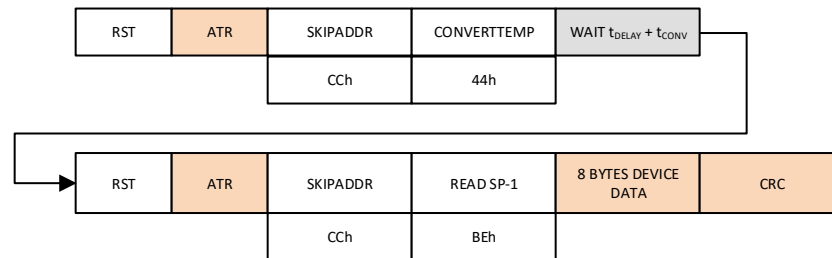 RST ATR SKIPADDR CONVERTTEMP WAIT tDELAY + tCONV
CCh 44h
RST ATR SKIPADDR READ SP-1 8 BYTES DEVICE DATA CRC
CCh BEh